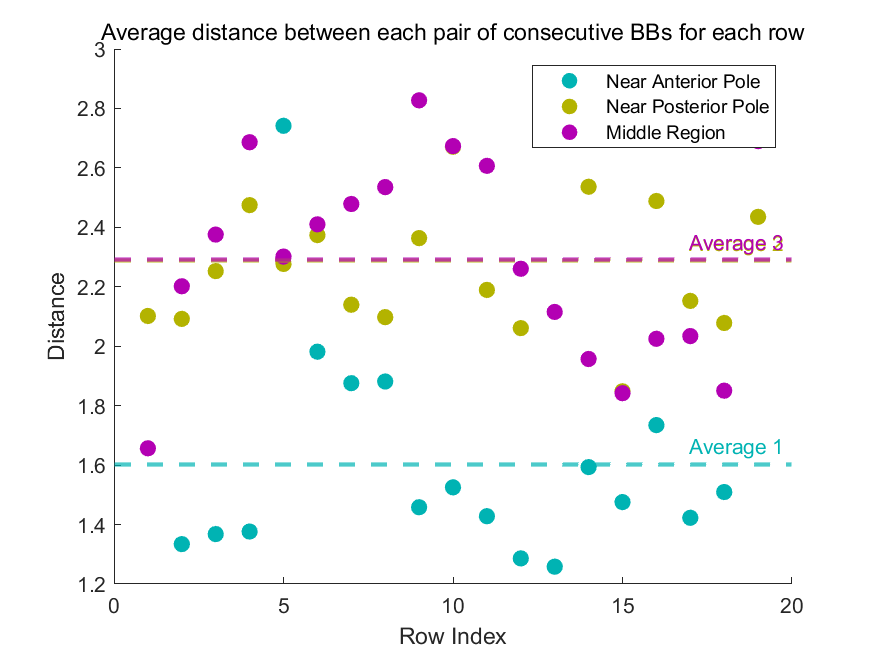 Average distance between each pair of consecutive BBs for each row
Near Anterior Pole
Near Posterior Pole
Middle Region
Average 3
Average 1
Distance
3
2.8
2.6
2.4
2.2
2
1.8
1.6
1.4
1.2
0
5
10
15
20
Row Index